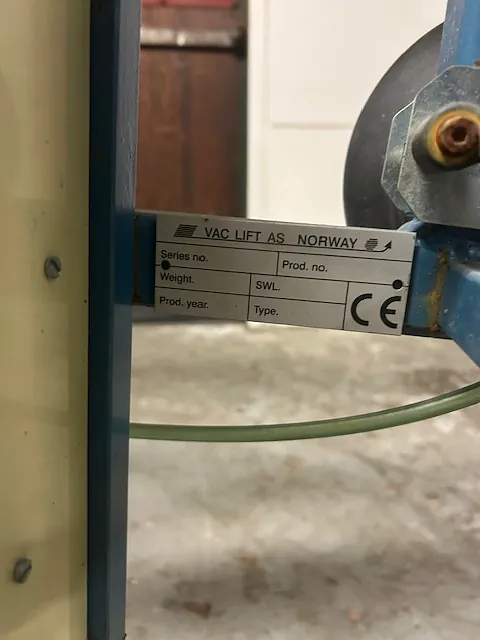 VAC LIFT AS NORWAY
Series no.
Prod. no.
Weight.
SWL.
Prod. year.
Type.
CE